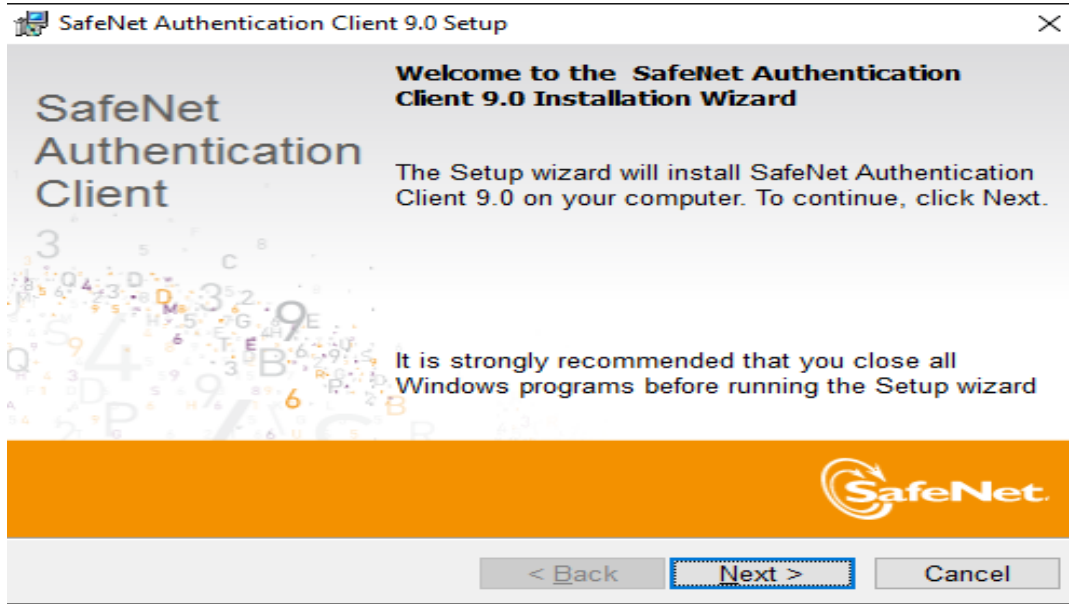 SafeNet Authentication Client 9.0 Setup
SafeNet
Authentication
Client
Welcome to the SafeNet Authentication
Client 9.0 Installation Wizard
The Setup wizard will install SafeNet Authentication
Client 9.0 on your computer. To continue, click Next.
It is strongly recommended that you close all
Windows programs before running the Setup wizard
SafeNet.
< Back
Next >
Cancel